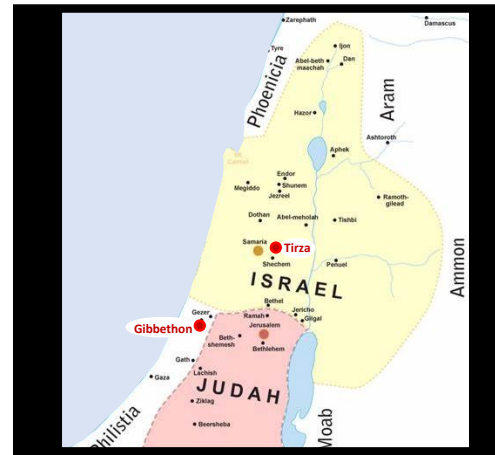 Zarephath
Damascus
Tyre
Ijon
Dan
Abel-beth
maachah
Phoenicia
Aram
Hazor
Ashtoroth
Aphek
Mt.
Carmel
Endor
Shunem
Megiddo
Jezreel
Ramoth-
gilead
Dothan
Abel-meholah
Tishbi
Samaria
Tirza
Shechem
Penuel
Ammon
ISRAEL
Bethel
Gezer
Ramah
Jericho
Gilgal
Gibbethon
Jerusalem
Beth-
shemesh
Bethlehem
Gath
Lachish
Gaza
JUDAH
Ziklag
Philistia
Moab
Beersheba